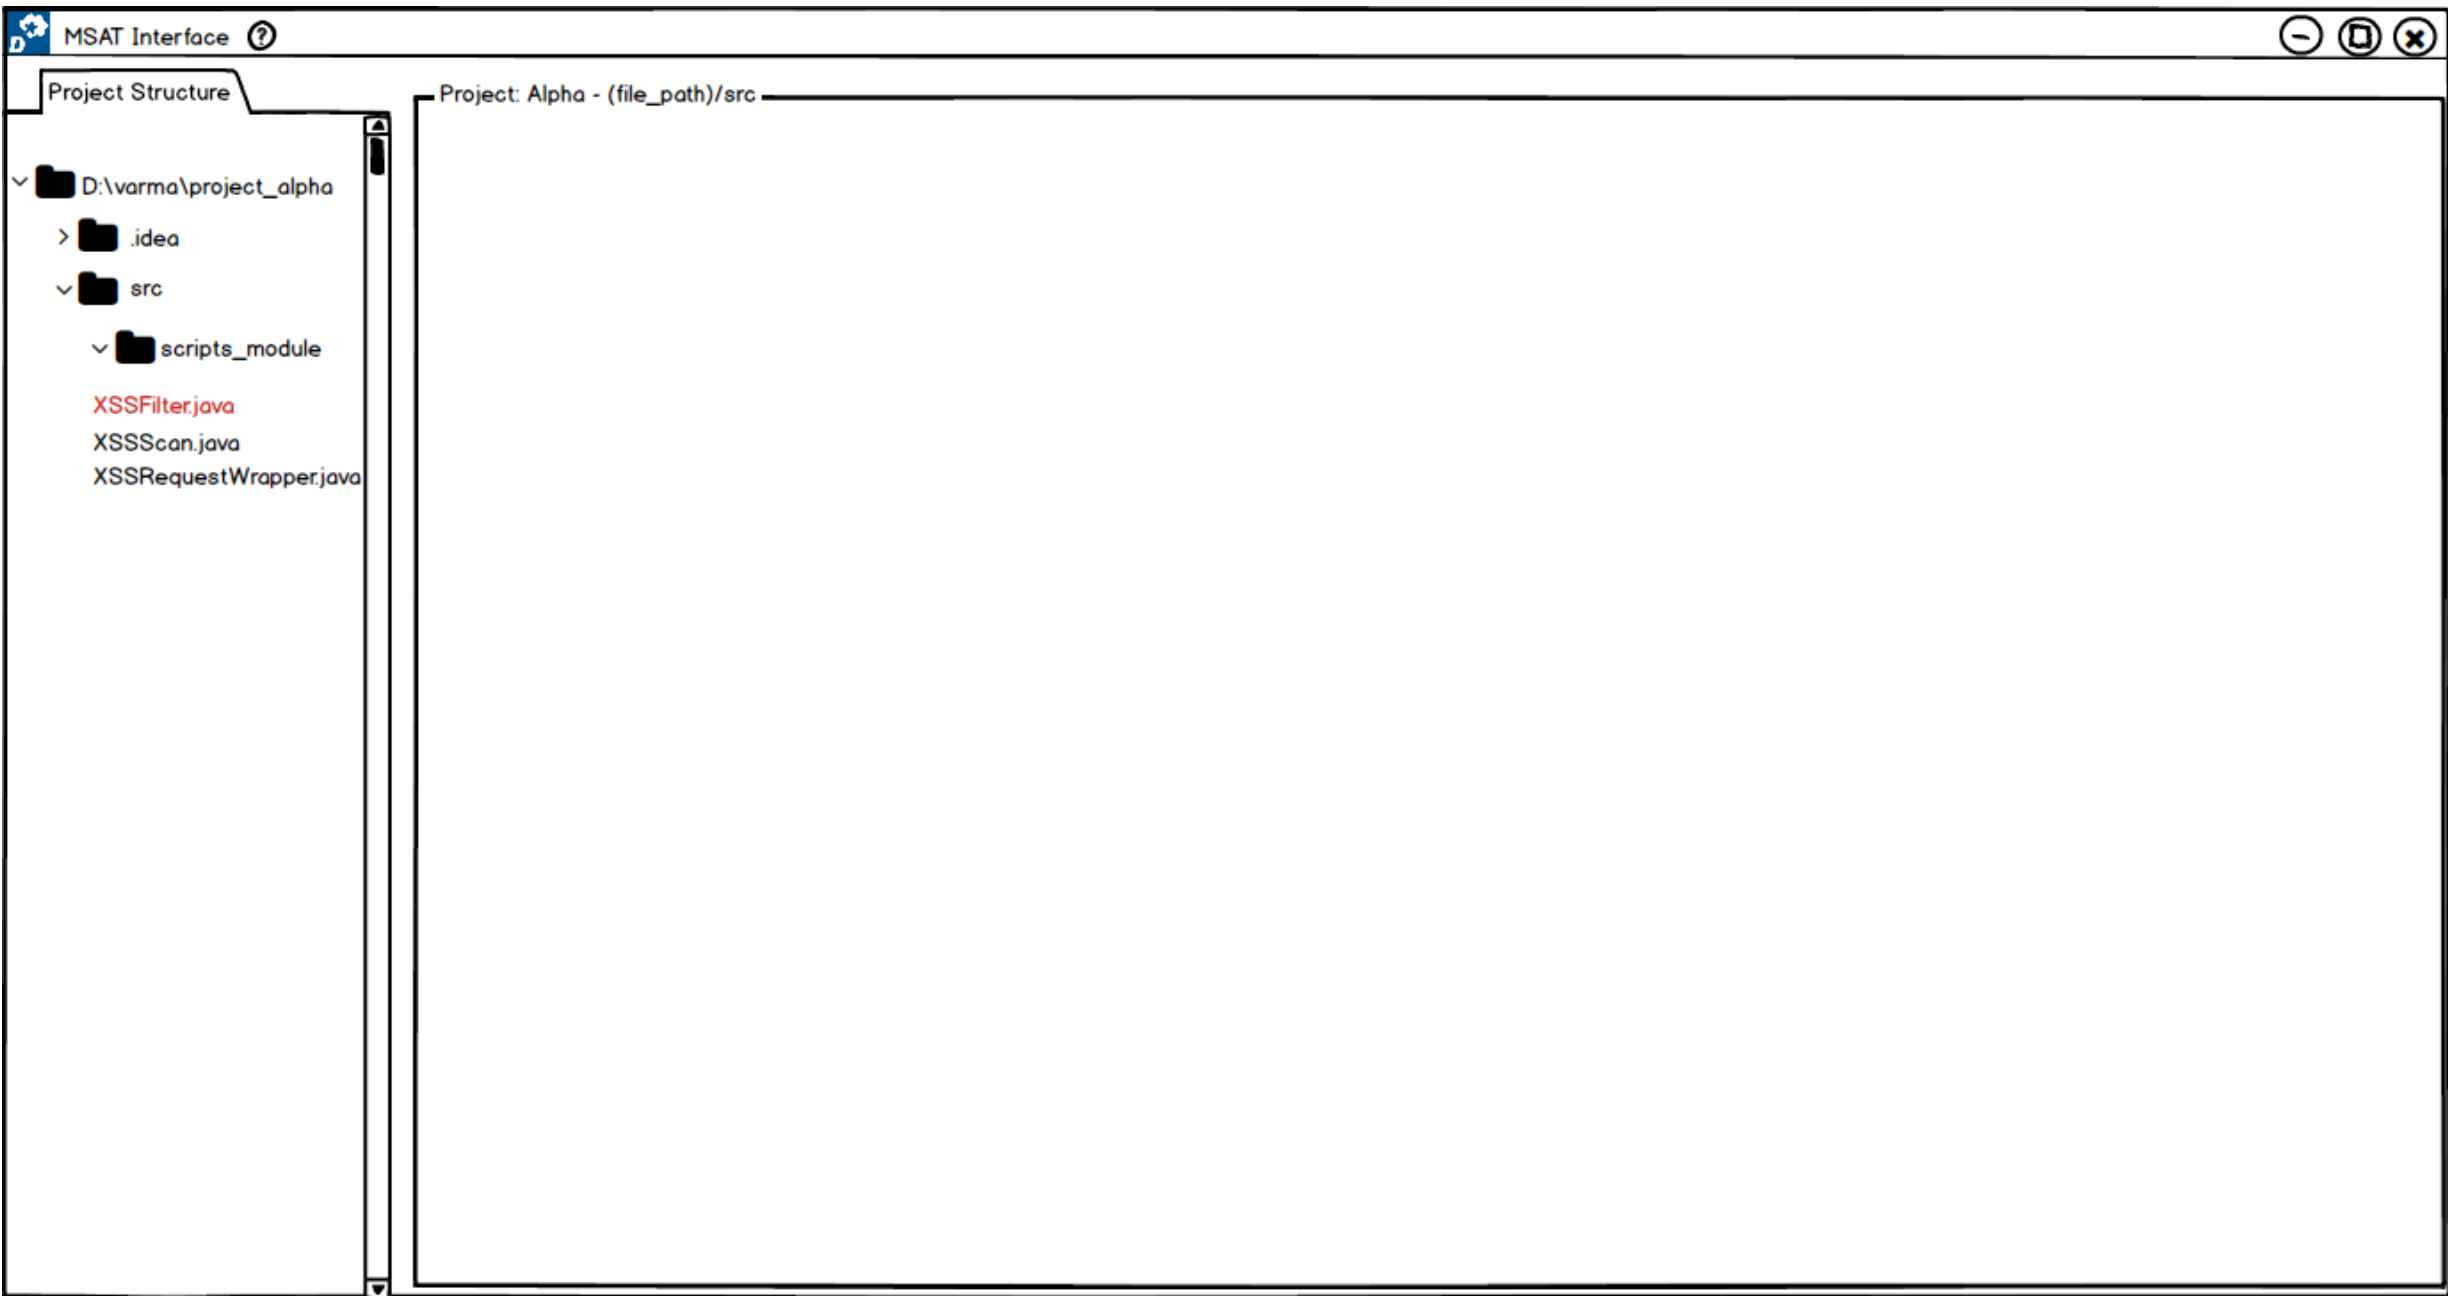 D
MSAT Interface ?
Project Structure
Project: Alpha - (file_path)/src
D:\varma\project_alpha
.idea
src
scripts_module
XSSFilter.java
XSSScan.java
XSSRequestWrapper.java